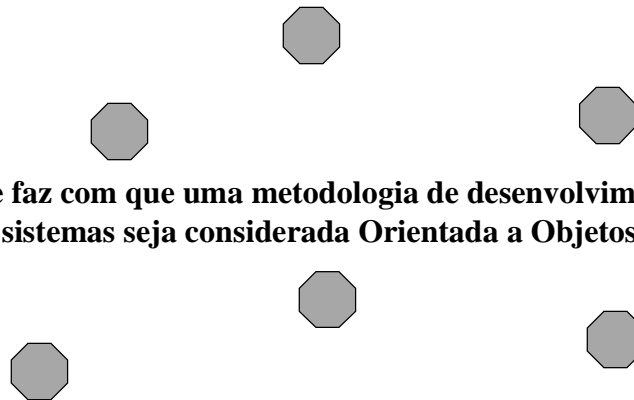 e faz com que uma metodologia de desenvolvim
sistemas seja considerada Orientada a Objetos